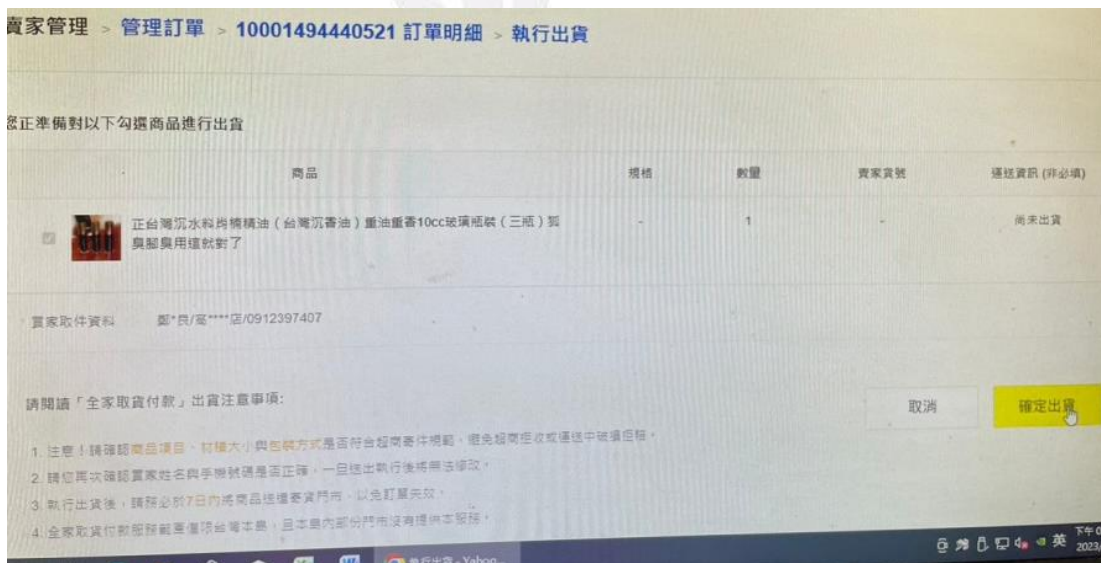 賣家管理 > 管理訂單 > 10001494440521 訂單明細 > 執行出貨
您正準備對以下勾選商品進行出貨
商品 規格 數量 賣家貨號 運送資訊 (非必填)
正台灣沉水料肖楠精油（台灣沉香油）重油重香10cc玻璃瓶裝（三瓶）狐 - 1 - 尚未出貨
臭腳臭用這就對了
買家取件資料 鄭*良/高****店/0912397407
請閱讀「全家取貨付款」出貨注意事項:
取消 確定出貨
1. 注意！請確認商品項目、材積大小與包裝方式是否符合超商寄件規範，避免超商拒收或運送中破損拒賠。
2. 請您再次確認買家姓名與手機號碼是否正確，一旦送出執行後將無法修改。
3. 執行出貨後，請務必於7日內將商品送達寄貨門市，以免訂單失效。
4. 全家取貨付款服務範圍僅限台灣本島，且本島內部份門市沒有提供本服務。
執行出貨 - Yahoo...
英 下午0
2023/